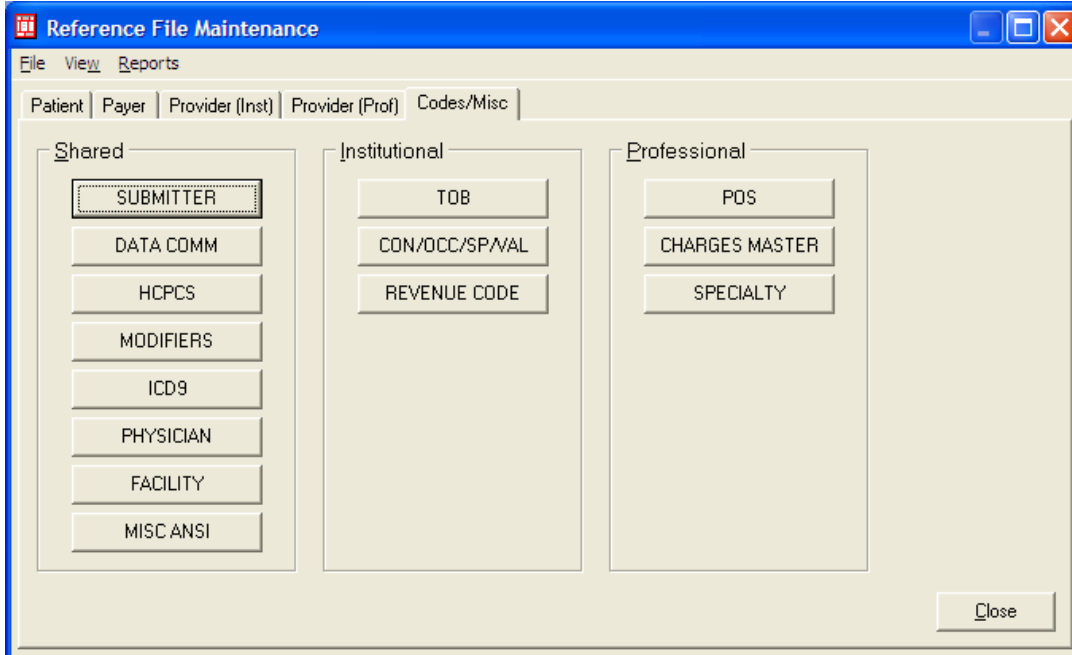 Reference File Maintenance
File View Reports
Patient Payer Provider (Inst) Provider (Prof) Codes/Misc
Shared
SUBMITTER
DATA COMM
HCPCS
MODIFIERS
ICD9
PHYSICIAN
FACILITY
MISC ANSI
Institutional
TOB
CON/OCC/SP/VAL
REVENUE CODE
Professional
POS
CHARGES MASTER
SPECIALTY
Close